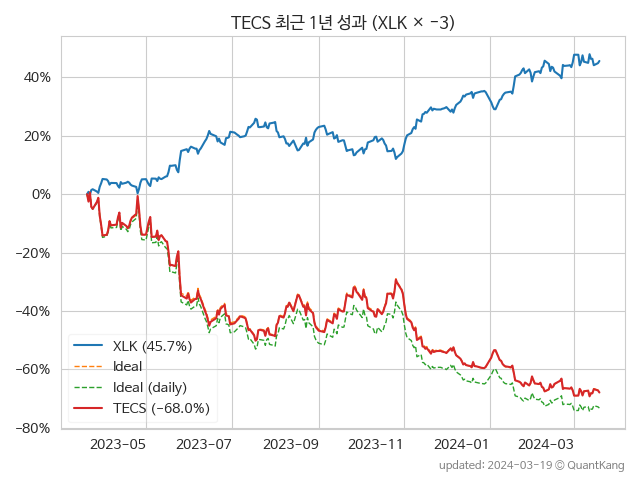 TECS 최근 1년 성과 (XLK × −3)
40%
20%
0%
−20%
−40%
−60%
−80%
XLK (45.7%)
Ideal
Ideal (daily)
TECS (−68.0%)
2023-05
2023-07
2023-09
2023-11
2024-01
2024-03
updated: 2024-03-19 ⓒ QuantKang